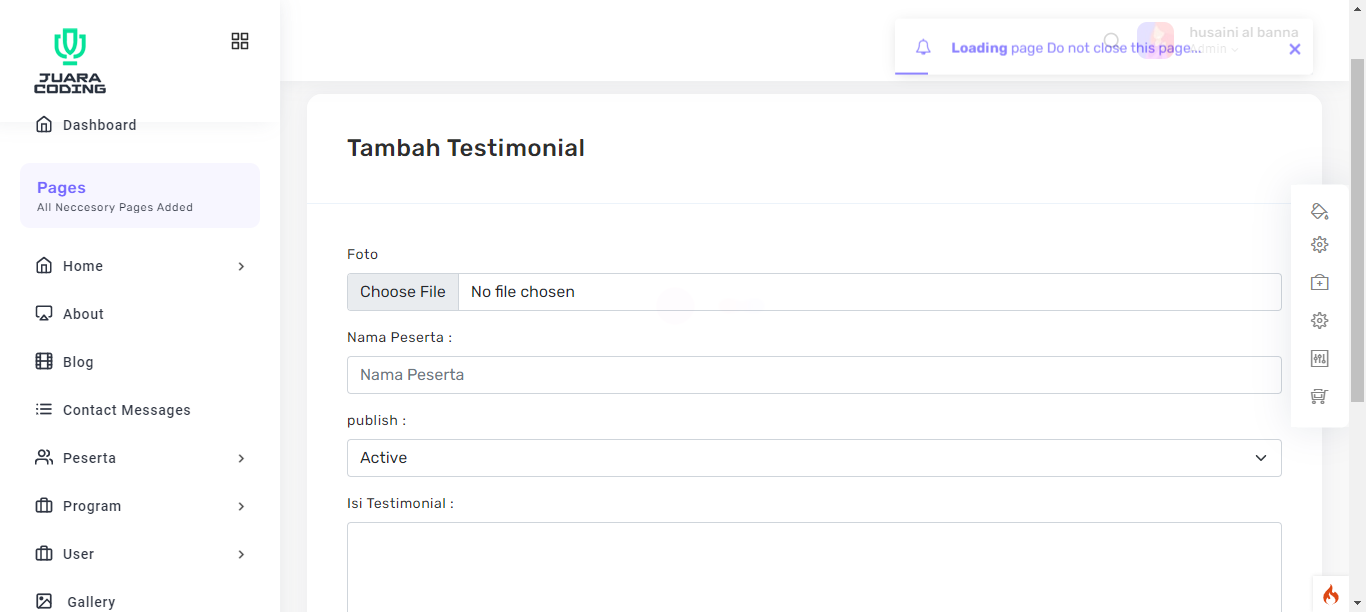 JUARA
CODING
Dashboard
Pages
All Neccesory Pages Added
Home
About
Blog
Contact Messages
Peserta
Program
User
Gallery
husaini al banna
Admin
Loading page Do not close this page...
Tambah Testimonial
Foto
Choose File No file chosen
Nama Peserta :
Nama Peserta
publish :
Active
Isi Testimonial :